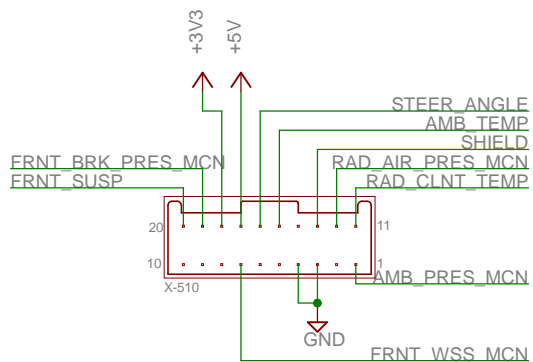 +3V3
+5V
STEER_ANGLE
AMB_TEMP
SHIELD
FRNT_BRK_PRES_MCN
RAD_AIR_PRES_MCN
FRNT_SUSP
RAD_CLNT_TEMP
20
11
10
1
AMB_PRES_MCN
X-510
GND
FRNT_WSS_MCN